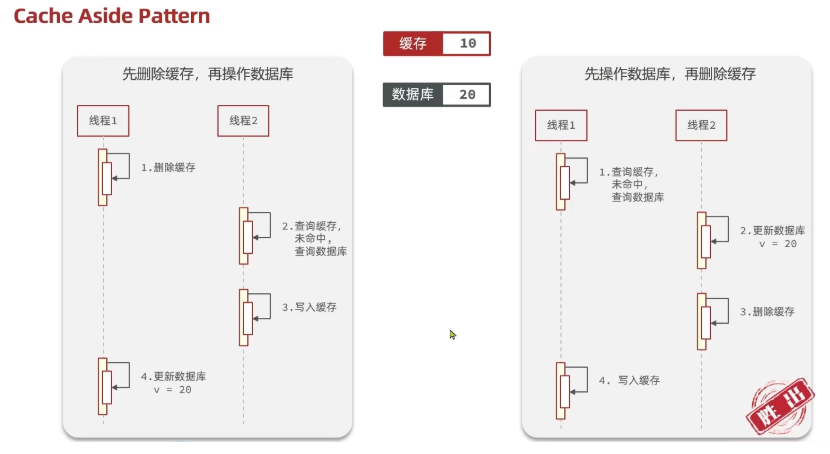 Cache Aside Pattern
缓存 10
数据库 20
先删除缓存，再操作数据库
线程1
线程2
1.删除缓存
2.查询缓存，
未命中，
查询数据库
3.写入缓存
4.更新数据库
v = 20
先操作数据库，再删除缓存
线程1
线程2
1.查询缓存，
未命中，
查询数据库
2.更新数据库
v = 20
3.删除缓存
4. 写入缓存
胜出